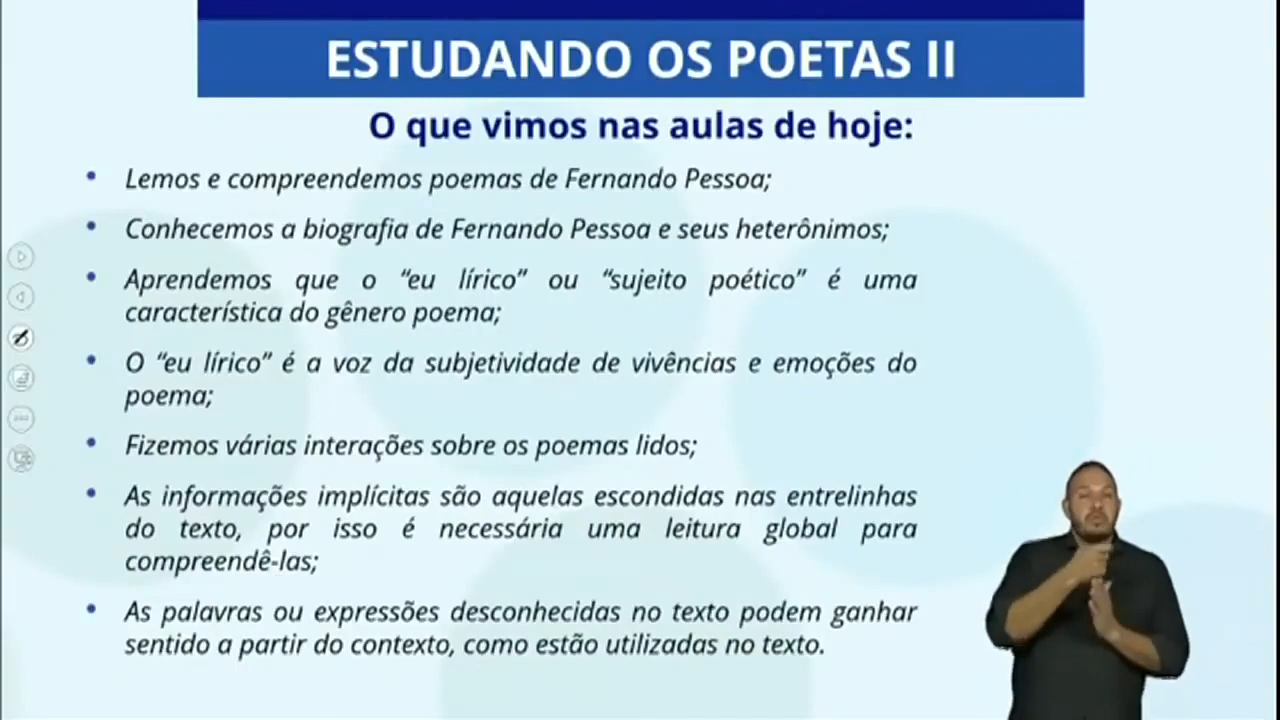 ESTUDANDO OS POETAS II
O que vimos nas aulas de hoje:
• Lemos e compreendemos poemas de Fernando Pessoa;
• Conhecemos a biografia de Fernando Pessoa e seus heterônimos;
• Aprendemos que o “eu lírico” ou “sujeito poético” é uma
característica do gênero poema;
• O “eu lírico” é a voz da subjetividade de vivências e emoções do
poema;
• Fizemos várias interações sobre os poemas lidos;
• As informações implícitas são aquelas escondidas nas entrelinhas
do texto, por isso é necessária uma leitura global para
compreendê-las;
• As palavras ou expressões desconhecidas no texto podem ganhar
sentido a partir do contexto, como estão utilizadas no texto.